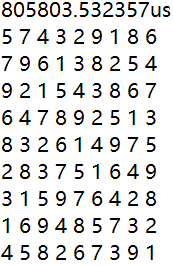 805803.532357us
5 7 4 3 2 9 1 8 6
7 9 6 1 3 8 2 5 4
9 2 1 5 4 3 8 6 7
6 4 7 8 9 2 5 1 3
8 3 2 6 1 4 9 7 5
2 8 3 7 5 1 6 4 9
3 1 5 9 7 6 4 2 8
1 6 9 4 8 5 7 3 2
4 5 8 2 6 7 3 9 1